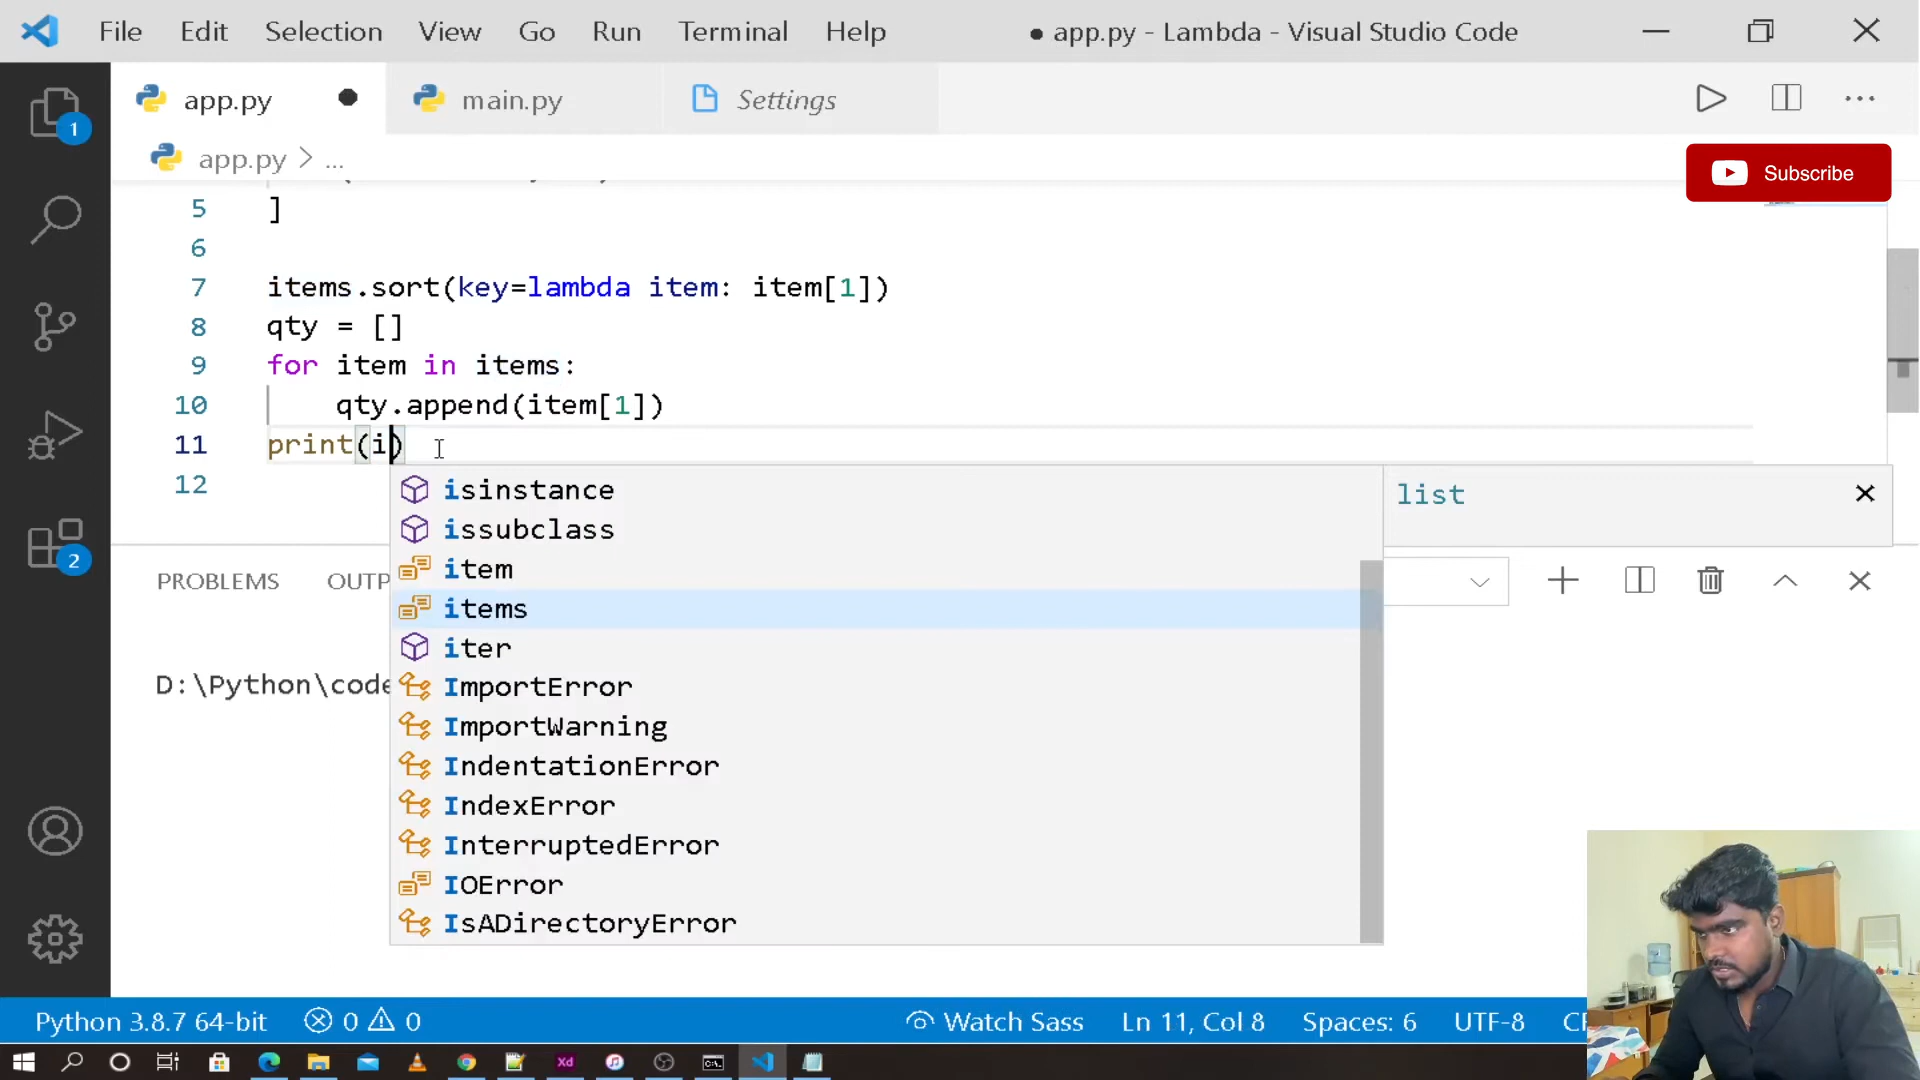 File Edit Selection View Go Run Terminal Help
● app.py - Lambda - Visual Studio Code
app.py ● main.py Settings
app.py > ...
Subscribe
5 ]
6
7 items.sort(key=lambda item: item[1])
8 qty = []
9 for item in items:
10 qty.append(item[1])
11 print(i)
12
isinstance
issubclass
item
items
iter
ImportError
ImportWarning
IndentationError
IndexError
InterruptedError
IOError
IsADirectoryError
list
PROBLEMS OUTP
D:\Python\code
1
2
Python 3.8.7 64-bit 0 0 Watch Sass Ln 11, Col 8 Spaces: 6 UTF-8
Xd